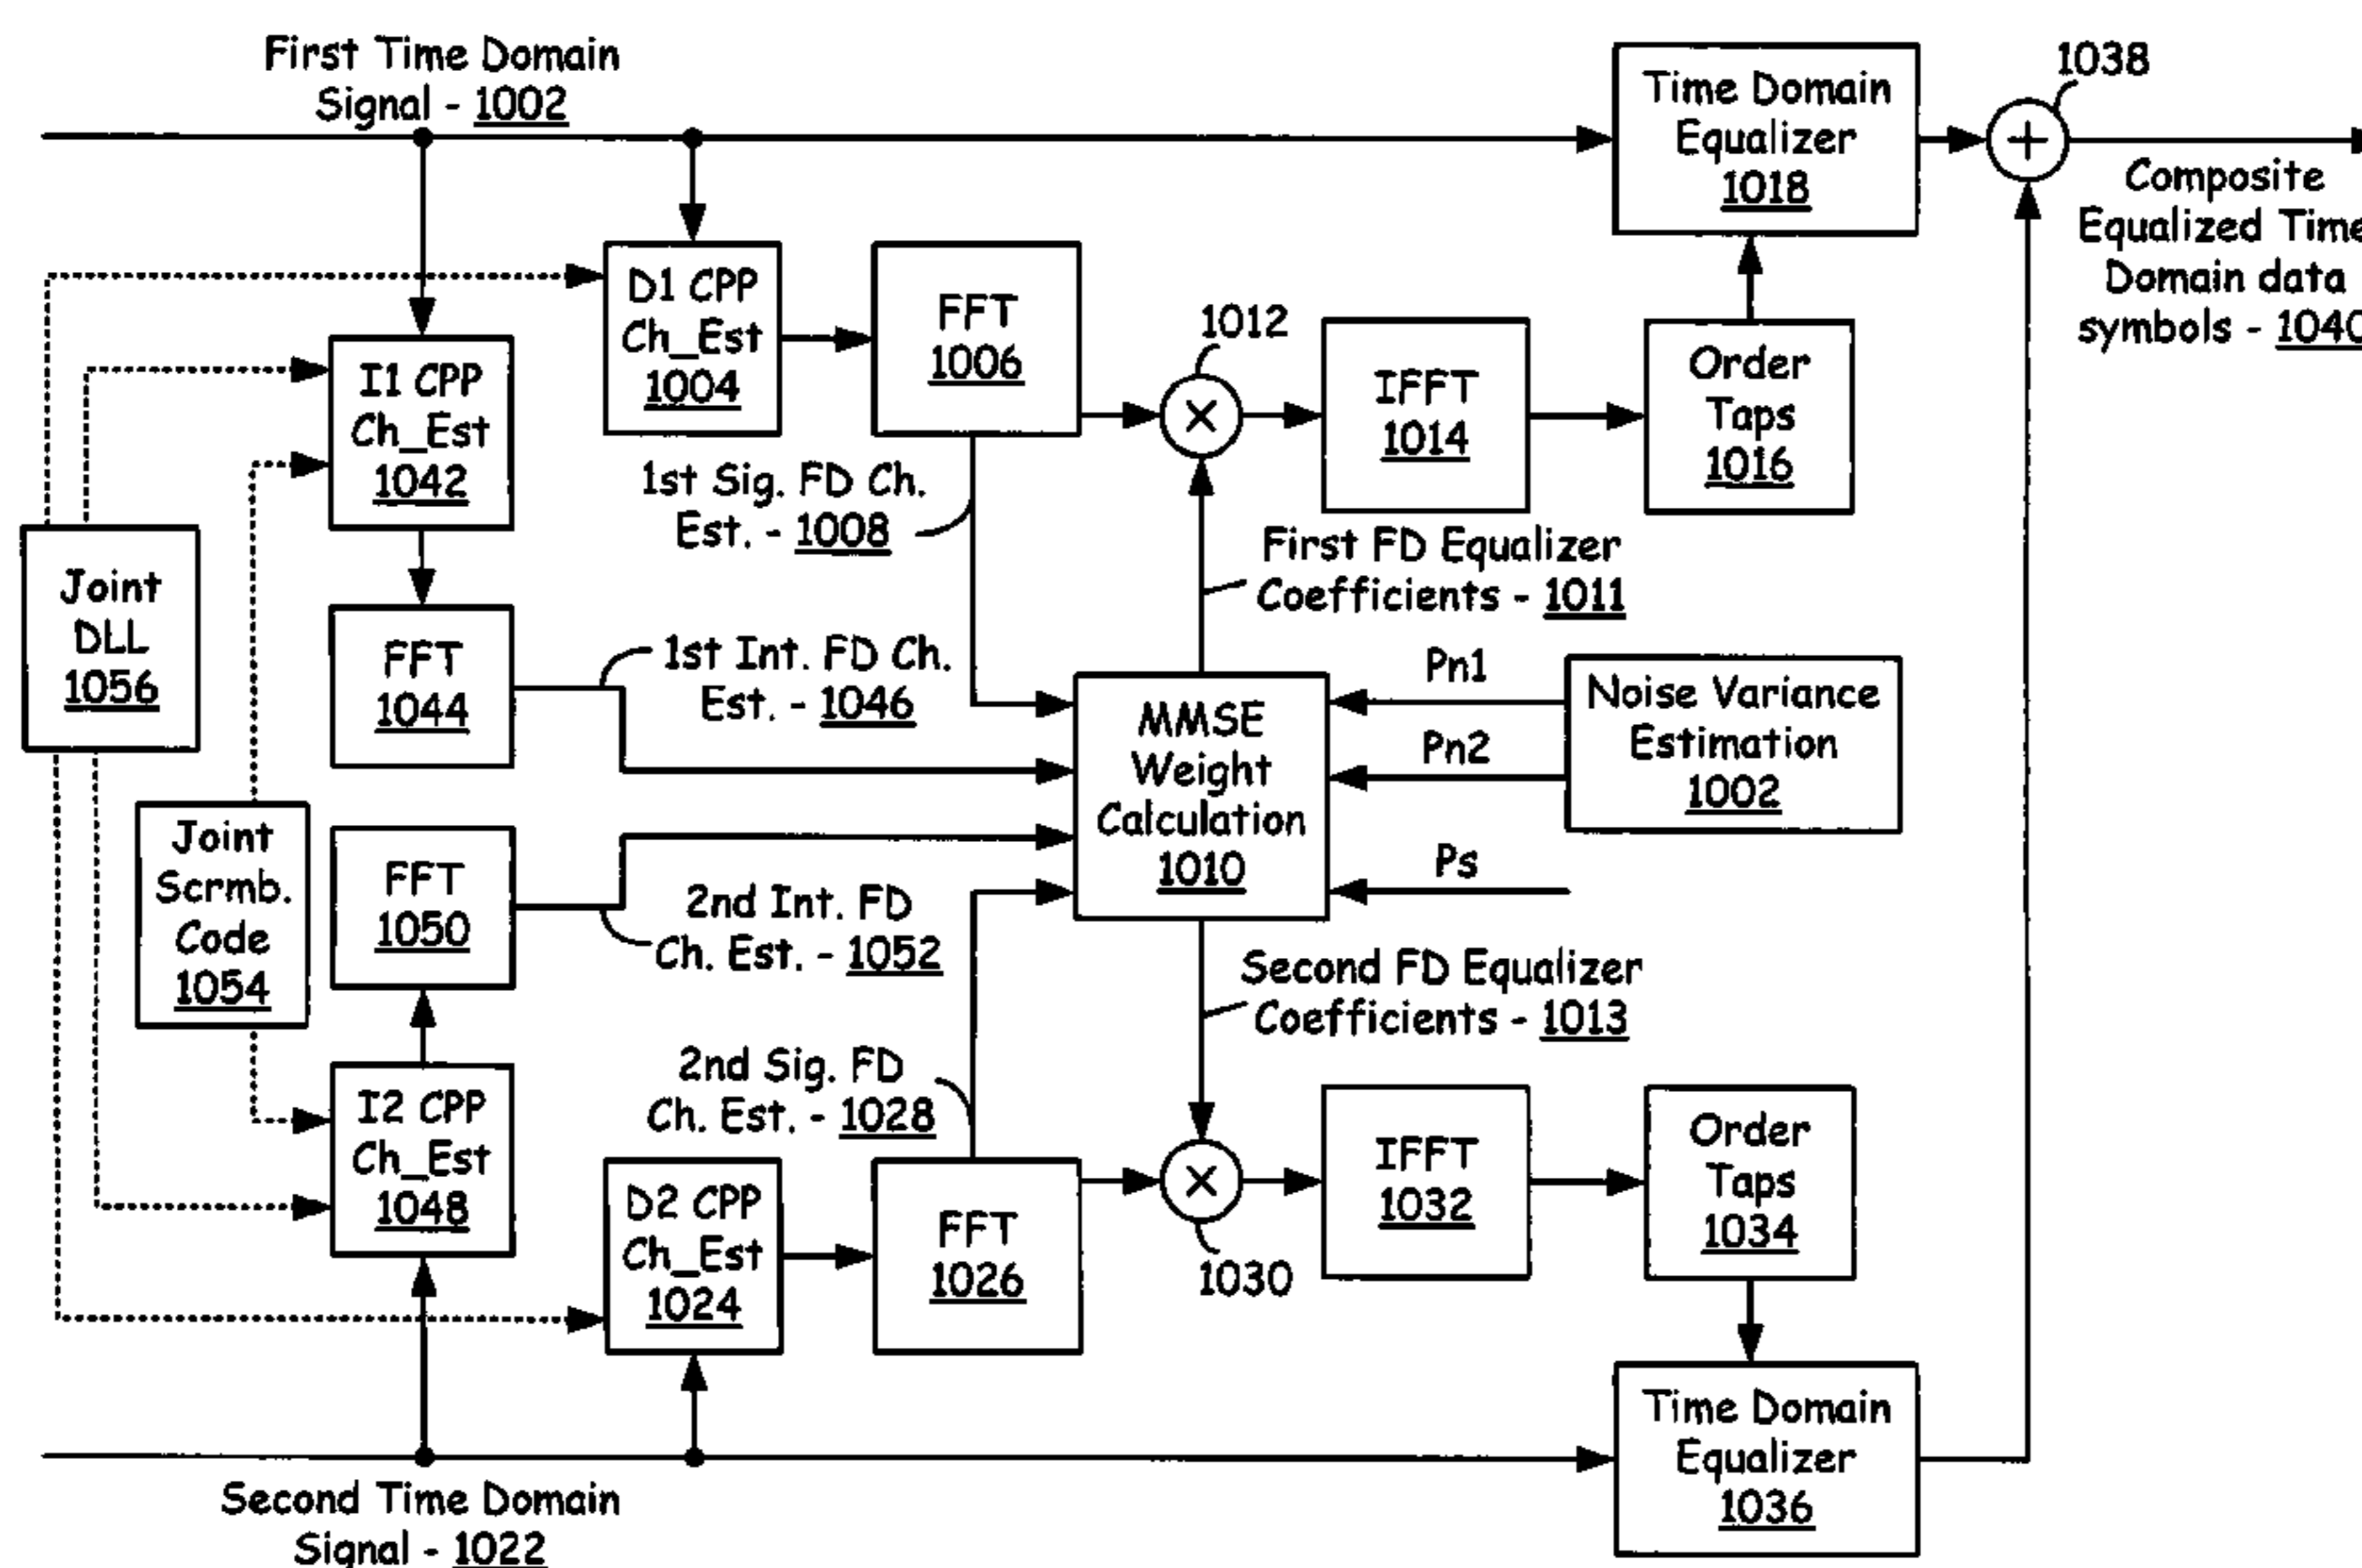 First Time Domain
Signal - 1002
Time Domain
Equalizer
1018
1038
+
Composite
Equalized Time
Domain data
symbols - 1040
D1 CPP
Ch_Est
1004
FFT
1006
1012
×
IFFT
1014
Order
Taps
1016
I1 CPP
Ch_Est
1042
1st Sig. FD Ch.
Est. - 1008
First FD Equalizer
Coefficients - 1011
Joint
DLL
1056
FFT
1044
1st Int. FD Ch.
Est. - 1046
MMSE
Weight
Calculation
1010
Pn1
Pn2
Ps
Noise Variance
Estimation
1002
Joint
Scrmb.
Code
1054
FFT
1050
2nd Int. FD
Ch. Est. - 1052
Second FD Equalizer
Coefficients - 1013
2nd Sig. FD
Ch. Est. - 1028
I2 CPP
Ch_Est
1048
D2 CPP
Ch_Est
1024
FFT
1026
×
1030
IFFT
1032
Order
Taps
1034
Time Domain
Equalizer
1036
Second Time Domain
Signal - 1022